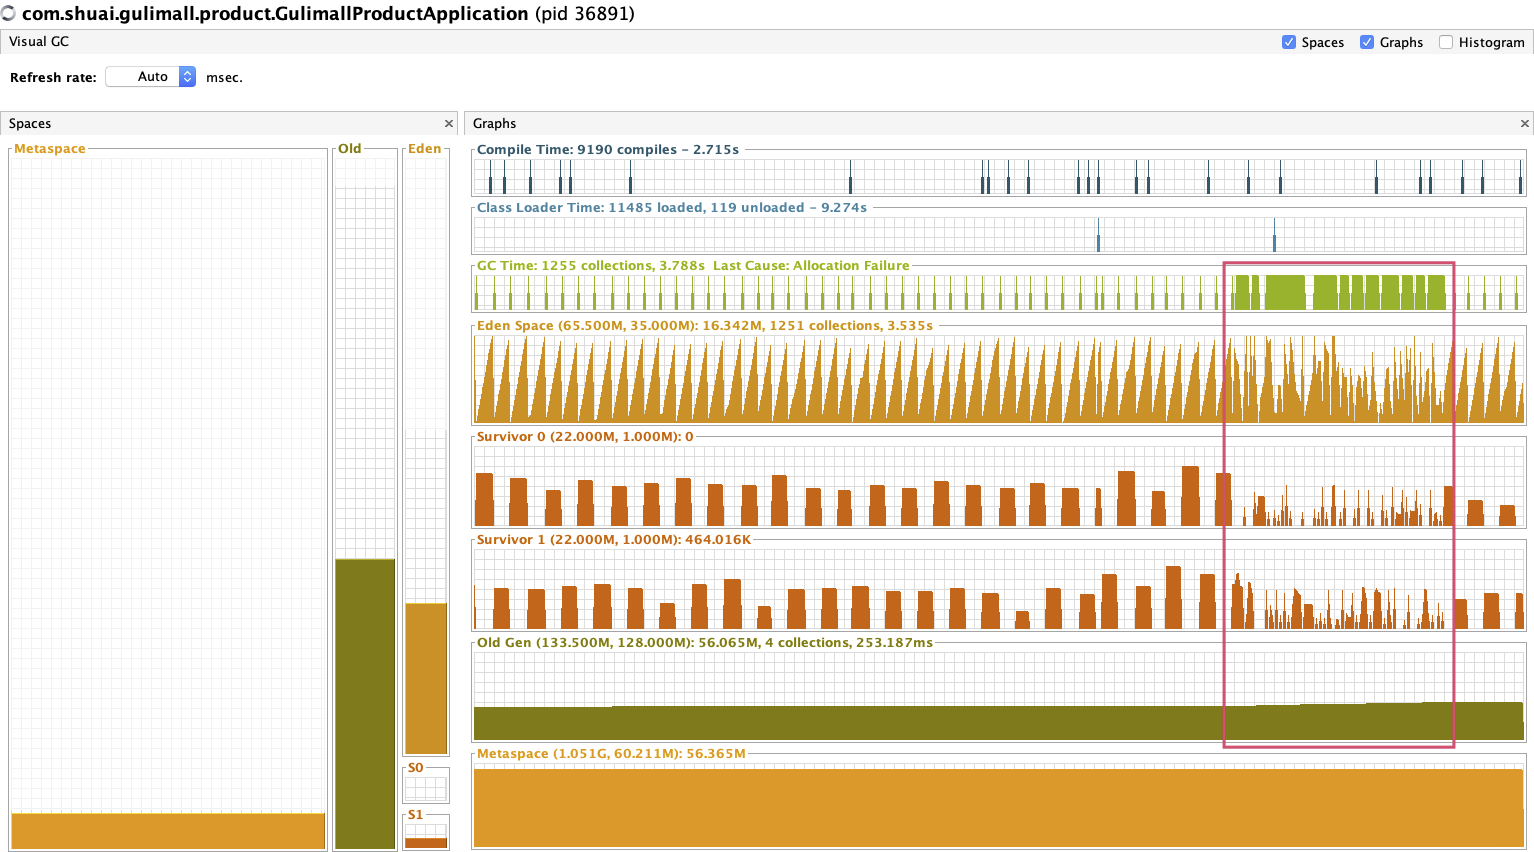 com.shuai.gulimall.product.GulimallProductApplication (pid 36891)
Visual GC
Spaces
Graphs
Histogram
Refresh rate: Auto msec.
Spaces ×
Metaspace
Old
Eden
S0
S1
Graphs ×
Compile Time: 9190 compiles - 2.715s
Class Loader Time: 11485 loaded, 119 unloaded - 9.274s
GC Time: 1255 collections, 3.788s Last Cause: Allocation Failure
Eden Space (65.500M, 35.000M): 16.342M, 1251 collections, 3.535s
Survivor 0 (22.000M, 1.000M): 0
Survivor 1 (22.000M, 1.000M): 464.016K
Old Gen (133.500M, 128.000M): 56.065M, 4 collections, 253.187ms
Metaspace (1.051G, 60.211M): 56.365M